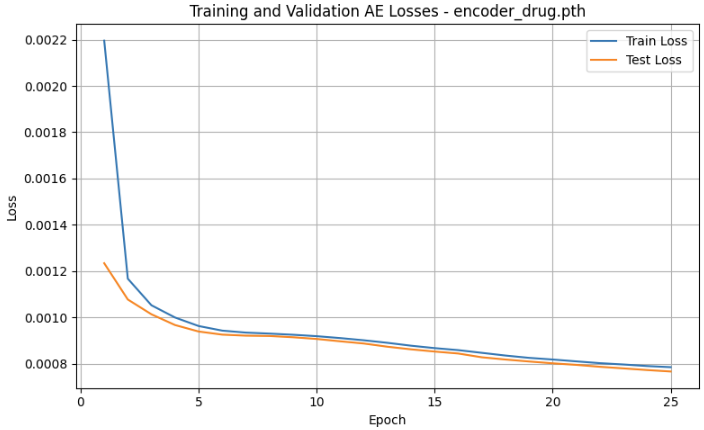 Training and Validation AE Losses - encoder_drug.pth
Train Loss
Test Loss
0.0022
0.0020
0.0018
0.0016
0.0014
0.0012
0.0010
0.0008
Loss
0 5 10 15 20 25
Epoch